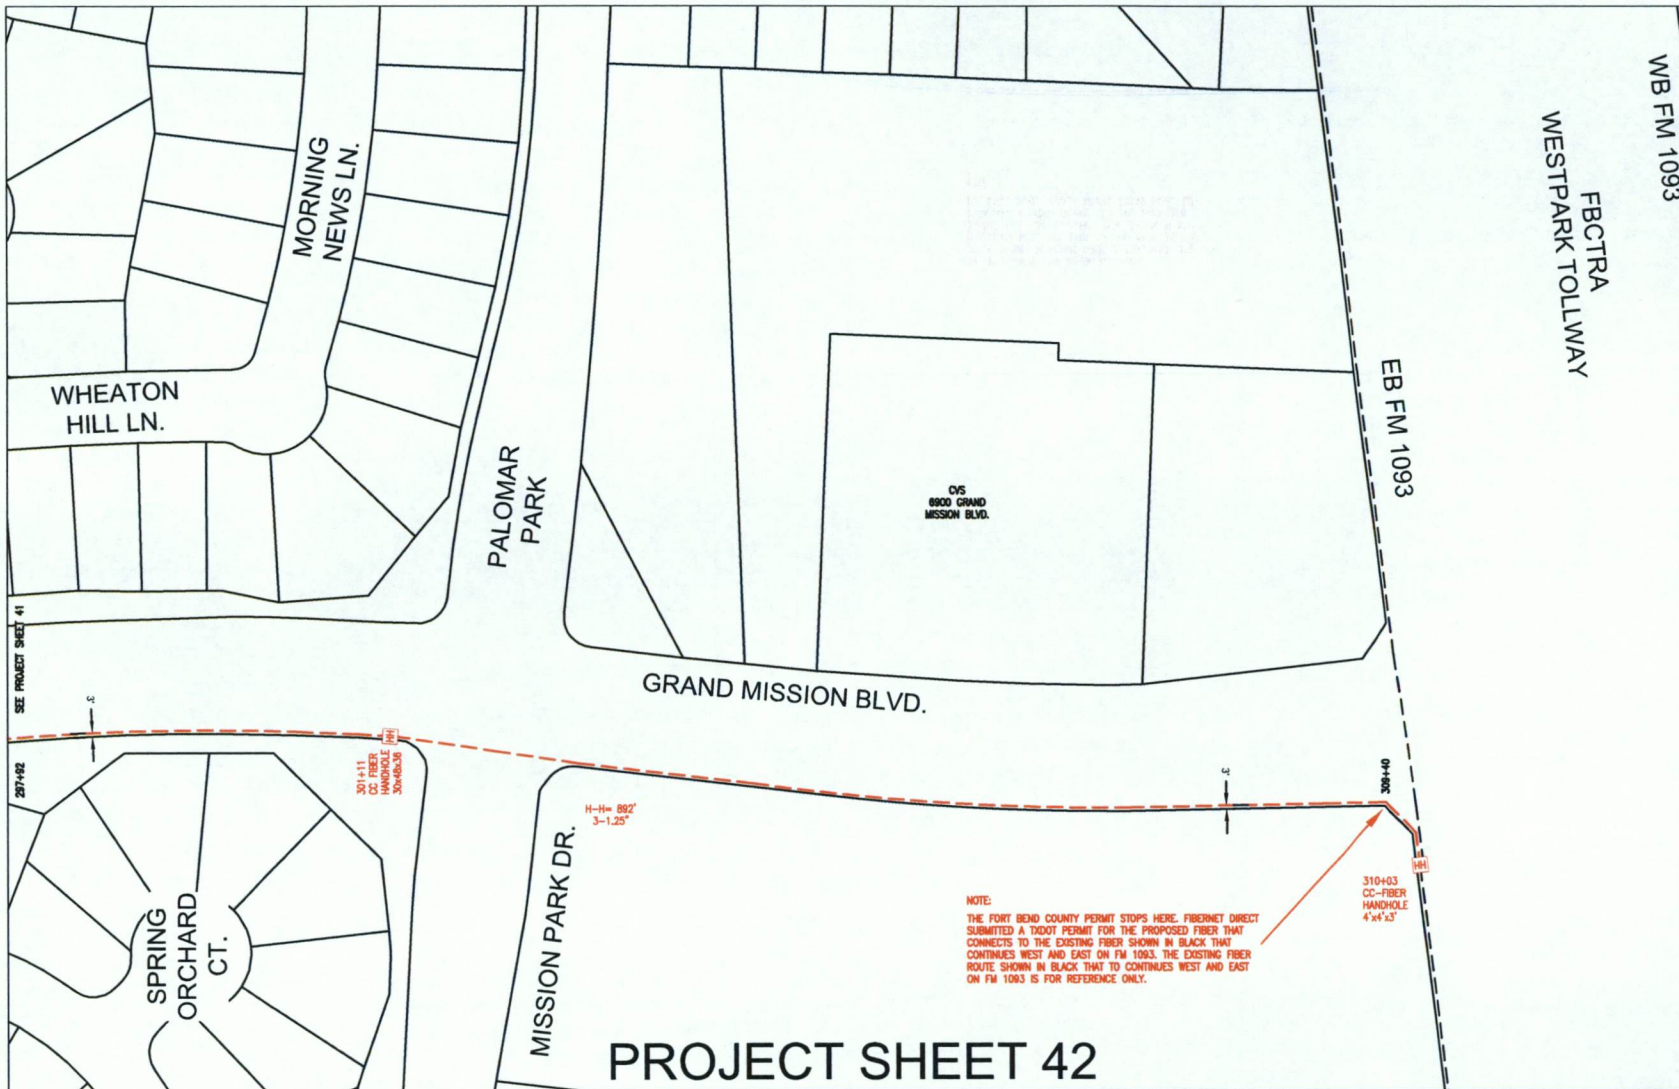 WB FM 1093
FBCTRA
WESTPARK TOLLWAY
EB FM 1093
MORNING
NEWS LN.
WHEATON
HILL LN.
PALOMAR
PARK
CVS
6900 GRAND
MISSION BLVD.
SEE PROJECT SHEET 41
297+92
3'
GRAND MISSION BLVD.
HH
301+11
CC FIBER
HANDHOLE
30x48x36
H-H= 892'
3-1.25"
3'
309+40
HH
310+03
CC-FIBER
HANDHOLE
4'x4'x3'
MISSION PARK DR.
SPRING
ORCHARD
CT.
NOTE:
THE FORT BEND COUNTY PERMIT STOPS HERE. FIBERNET DIRECT
SUBMITTED A TXDOT PERMIT FOR THE PROPOSED FIBER THAT
CONNECTS TO THE EXISTING FIBER SHOWN IN BLACK THAT
CONTINUES WEST AND EAST ON FM 1093. THE EXISTING FIBER
ROUTE SHOWN IN BLACK THAT TO CONTINUES WEST AND EAST
ON FM 1093 IS FOR REFERENCE ONLY.
PROJECT SHEET 42